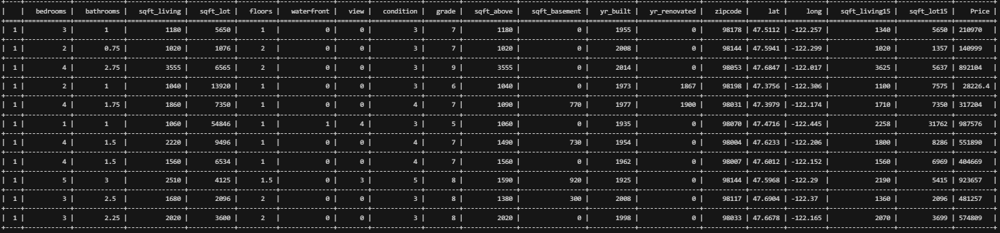 |    | bedrooms | bathrooms | sqft_living | sqft_lot | floors | waterfront | view | condition | grade | sqft_above | sqft_basement | yr_built | yr_renovated | zipcode | lat | long | sqft_living15 | sqft_lot15 | Price |
| 1 | 3 | 1 | 1180 | 5650 | 1 | 0 | 0 | 3 | 7 | 1180 | 0 | 1955 | 0 | 98178 | 47.5112 | -122.257 | 1340 | 5650 | 210970 |
| 1 | 2 | 0.75 | 1020 | 1076 | 2 | 0 | 0 | 3 | 7 | 1020 | 0 | 2008 | 0 | 98144 | 47.5941 | -122.299 | 1020 | 1357 | 140999 |
| 1 | 4 | 2.75 | 3555 | 6565 | 2 | 0 | 0 | 3 | 9 | 3555 | 0 | 2014 | 0 | 98053 | 47.6847 | -122.017 | 3625 | 5637 | 892104 |
| 1 | 2 | 1 | 1040 | 13920 | 1 | 0 | 0 | 3 | 6 | 1040 | 0 | 1973 | 1867 | 98198 | 47.3756 | -122.306 | 1100 | 7575 | 28226.4 |
| 1 | 4 | 1.75 | 1860 | 7350 | 1 | 0 | 0 | 4 | 7 | 1090 | 770 | 1977 | 1900 | 98031 | 47.3979 | -122.174 | 1710 | 7350 | 317204 |
| 1 | 1 | 1 | 1060 | 54846 | 1 | 1 | 4 | 3 | 5 | 1060 | 0 | 1935 | 0 | 98070 | 47.4716 | -122.445 | 2258 | 31762 | 987576 |
| 1 | 4 | 1.5 | 2220 | 9496 | 1 | 0 | 0 | 4 | 7 | 1490 | 730 | 1954 | 0 | 98004 | 47.6233 | -122.206 | 1800 | 8286 | 551890 |
| 1 | 4 | 1.5 | 1560 | 6534 | 1 | 0 | 0 | 4 | 7 | 1560 | 0 | 1962 | 0 | 98007 | 47.6012 | -122.152 | 1560 | 6969 | 404669 |
| 1 | 5 | 3 | 2510 | 4125 | 1.5 | 0 | 3 | 5 | 8 | 1590 | 920 | 1925 | 0 | 98144 | 47.5968 | -122.29 | 2190 | 5415 | 923657 |
| 1 | 3 | 2.5 | 1680 | 2096 | 2 | 0 | 0 | 3 | 8 | 1380 | 300 | 2008 | 0 | 98117 | 47.6904 | -122.37 | 1360 | 2096 | 481257 |
| 1 | 3 | 2.25 | 2020 | 3600 | 2 | 0 | 0 | 3 | 8 | 2020 | 0 | 1998 | 0 | 98033 | 47.6678 | -122.165 | 2070 | 3699 | 574809 |